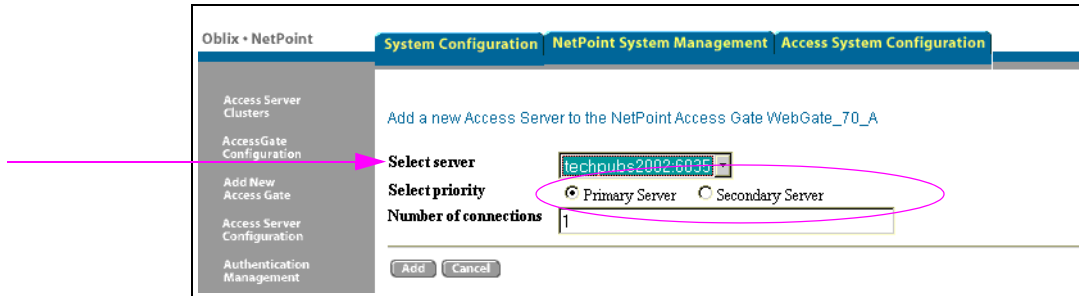 Oblix • NetPoint
System Configuration NetPoint System Management Access System Configuration
Access Server
Clusters
AccessGate
Configuration
Add New
Access Gate
Access Server
Configuration
Authentication
Management
Add a new Access Server to the NetPoint Access Gate WebGate_70_A
Select server techpubs2002:6035
Select priority Primary Server Secondary Server
Number of connections 1
Add Cancel